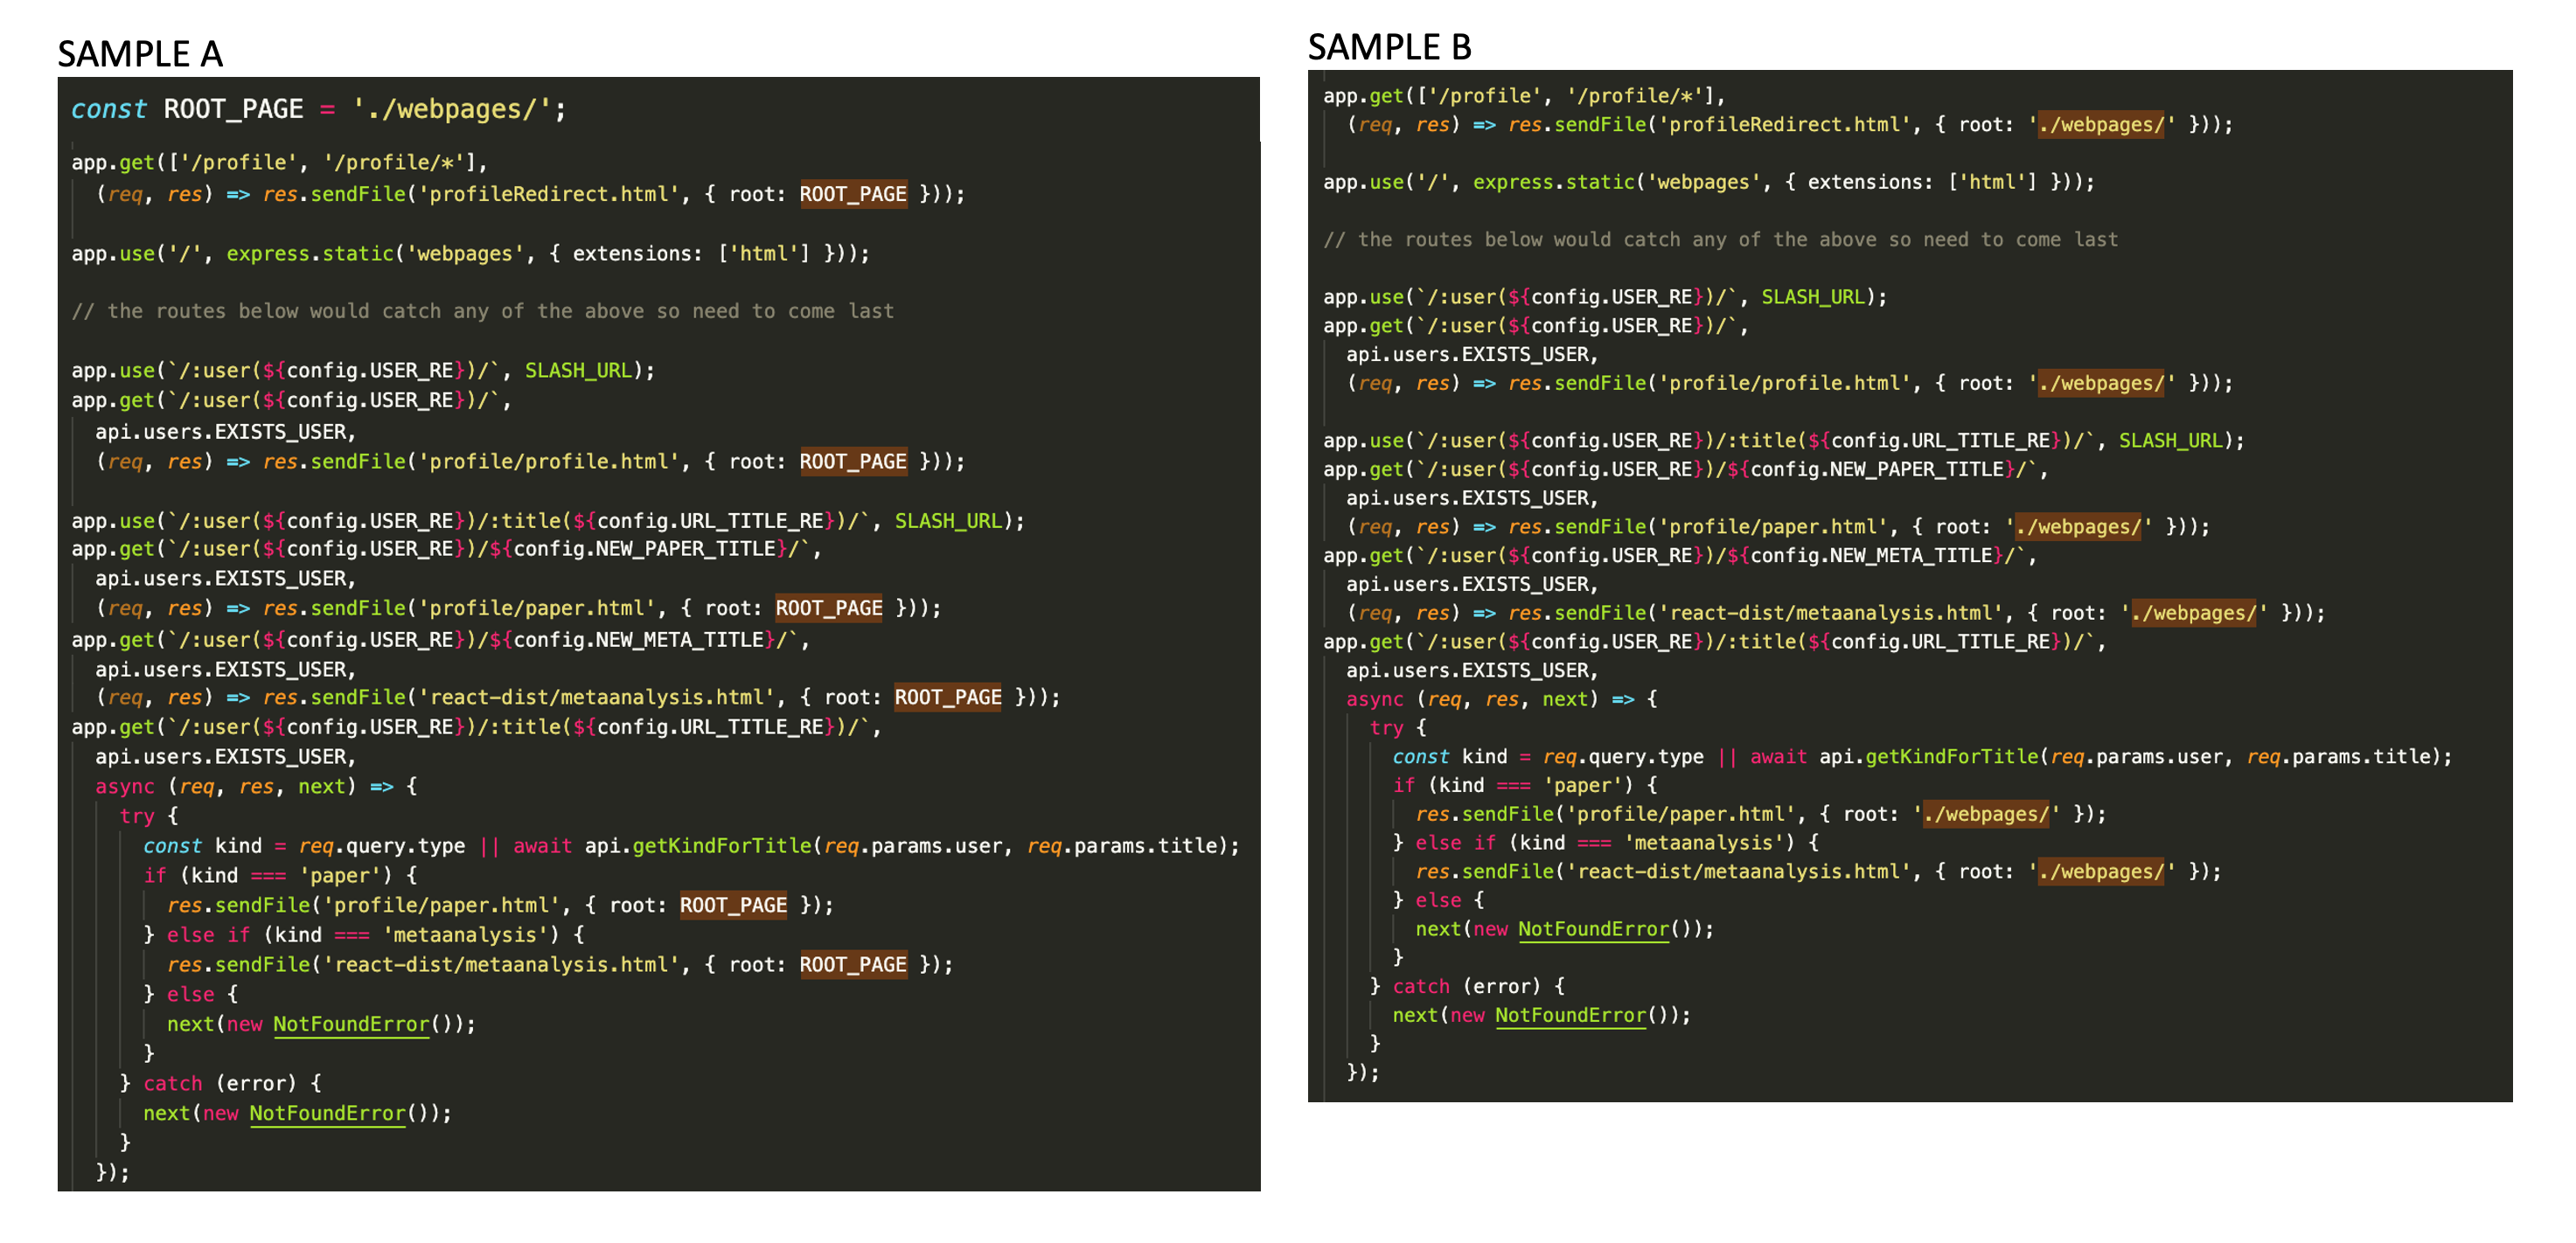 SAMPLE A
const ROOT_PAGE = './webpages/';
app.get(['/profile', '/profile/*'],
(req, res) => res.sendFile('profileRedirect.html', { root: ROOT_PAGE }));
app.use('/', express.static('webpages', { extensions: ['html'] }));
// the routes below would catch any of the above so need to come last
app.use(`/:user(${config.USER_RE})/`, SLASH_URL);
app.get(`/:user(${config.USER_RE})/`,
api.users.EXISTS_USER,
(req, res) => res.sendFile('profile/profile.html', { root: ROOT_PAGE }));
app.use(`/:user(${config.USER_RE})/:title(${config.URL_TITLE_RE})/`, SLASH_URL);
app.get(`/:user(${config.USER_RE})/${config.NEW_PAPER_TITLE}/`,
api.users.EXISTS_USER,
(req, res) => res.sendFile('profile/paper.html', { root: ROOT_PAGE }));
app.get(`/:user(${config.USER_RE})/${config.NEW_META_TITLE}/`,
api.users.EXISTS_USER,
(req, res) => res.sendFile('react-dist/metaanalysis.html', { root: ROOT_PAGE }));
app.get(`/:user(${config.USER_RE})/:title(${config.URL_TITLE_RE})/`,
api.users.EXISTS_USER,
async (req, res, next) => {
try {
const kind = req.query.type || await api.getKindForTitle(req.params.user, req.params.title);
if (kind === 'paper') {
res.sendFile('profile/paper.html', { root: ROOT_PAGE });
} else if (kind === 'metaanalysis') {
res.sendFile('react-dist/metaanalysis.html', { root: ROOT_PAGE });
} else {
next(new NotFoundError());
}
} catch (error) {
next(new NotFoundError());
}
});
SAMPLE B
app.get(['/profile', '/profile/*'],
(req, res) => res.sendFile('profileRedirect.html', { root: './webpages/' }));
app.use('/', express.static('webpages', { extensions: ['html'] }));
// the routes below would catch any of the above so need to come last
app.use(`/:user(${config.USER_RE})/`, SLASH_URL);
app.get(`/:user(${config.USER_RE})/`,
api.users.EXISTS_USER,
(req, res) => res.sendFile('profile/profile.html', { root: './webpages/' }));
app.use(`/:user(${config.USER_RE})/:title(${config.URL_TITLE_RE})/`, SLASH_URL);
app.get(`/:user(${config.USER_RE})/${config.NEW_PAPER_TITLE}/`,
api.users.EXISTS_USER,
(req, res) => res.sendFile('profile/paper.html', { root: './webpages/' }));
app.get(`/:user(${config.USER_RE})/${config.NEW_META_TITLE}/`,
api.users.EXISTS_USER,
(req, res) => res.sendFile('react-dist/metaanalysis.html', { root: './webpages/' }));
app.get(`/:user(${config.USER_RE})/:title(${config.URL_TITLE_RE})/`,
api.users.EXISTS_USER,
async (req, res, next) => {
try {
const kind = req.query.type || await api.getKindForTitle(req.params.user, req.params.title);
if (kind === 'paper') {
res.sendFile('profile/paper.html', { root: './webpages/' });
} else if (kind === 'metaanalysis') {
res.sendFile('react-dist/metaanalysis.html', { root: './webpages/' });
} else {
next(new NotFoundError());
}
} catch (error) {
next(new NotFoundError());
}
});